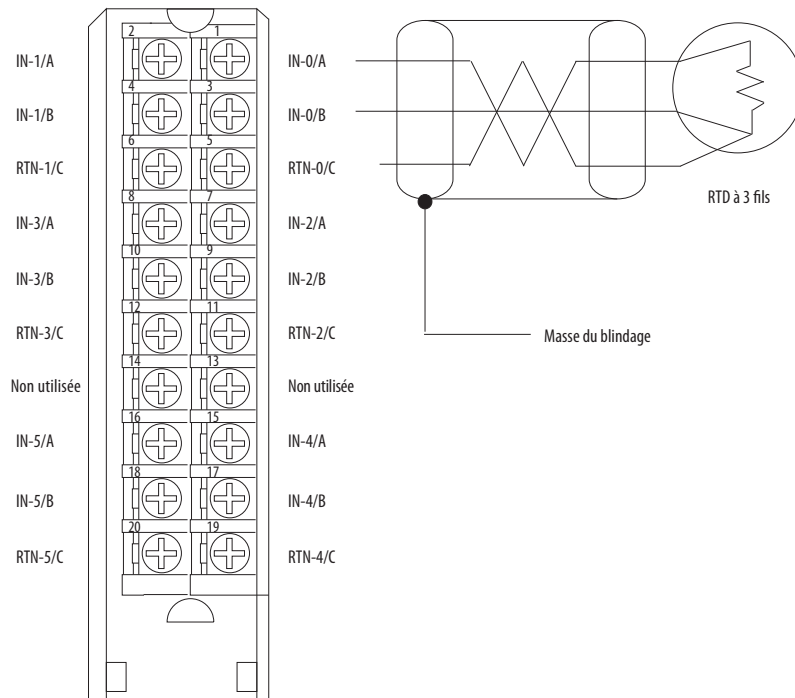 2 1
IN-1/A IN-0/A
4 3
IN-1/B IN-0/B
6 5
RTN-1/C RTN-0/C
RTD à 3 fils
8 7
IN-3/A IN-2/A
10 9
IN-3/B IN-2/B
12 11
RTN-3/C RTN-2/C
Masse du blindage
14 13
Non utilisée Non utilisée
16 15
IN-5/A IN-4/A
18 17
IN-5/B IN-4/B
20 19
RTN-5/C RTN-4/C